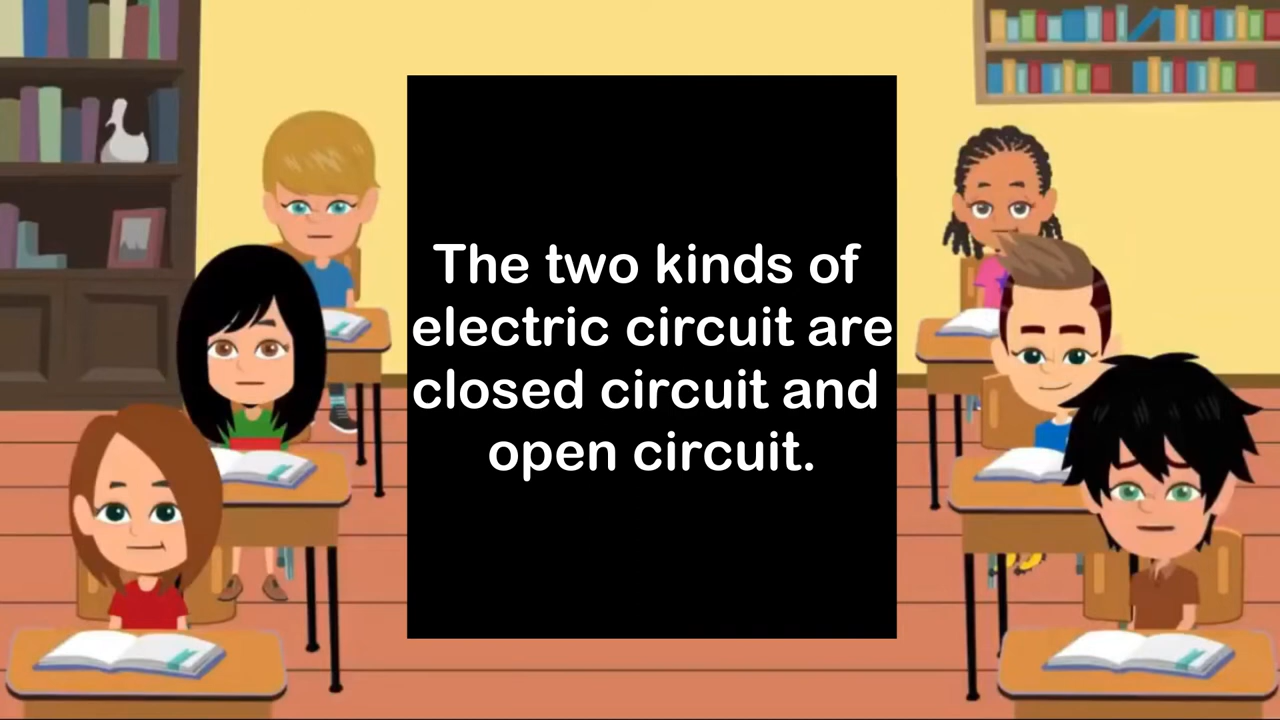 The two kinds of
electric circuit are
closed circuit and
open circuit.